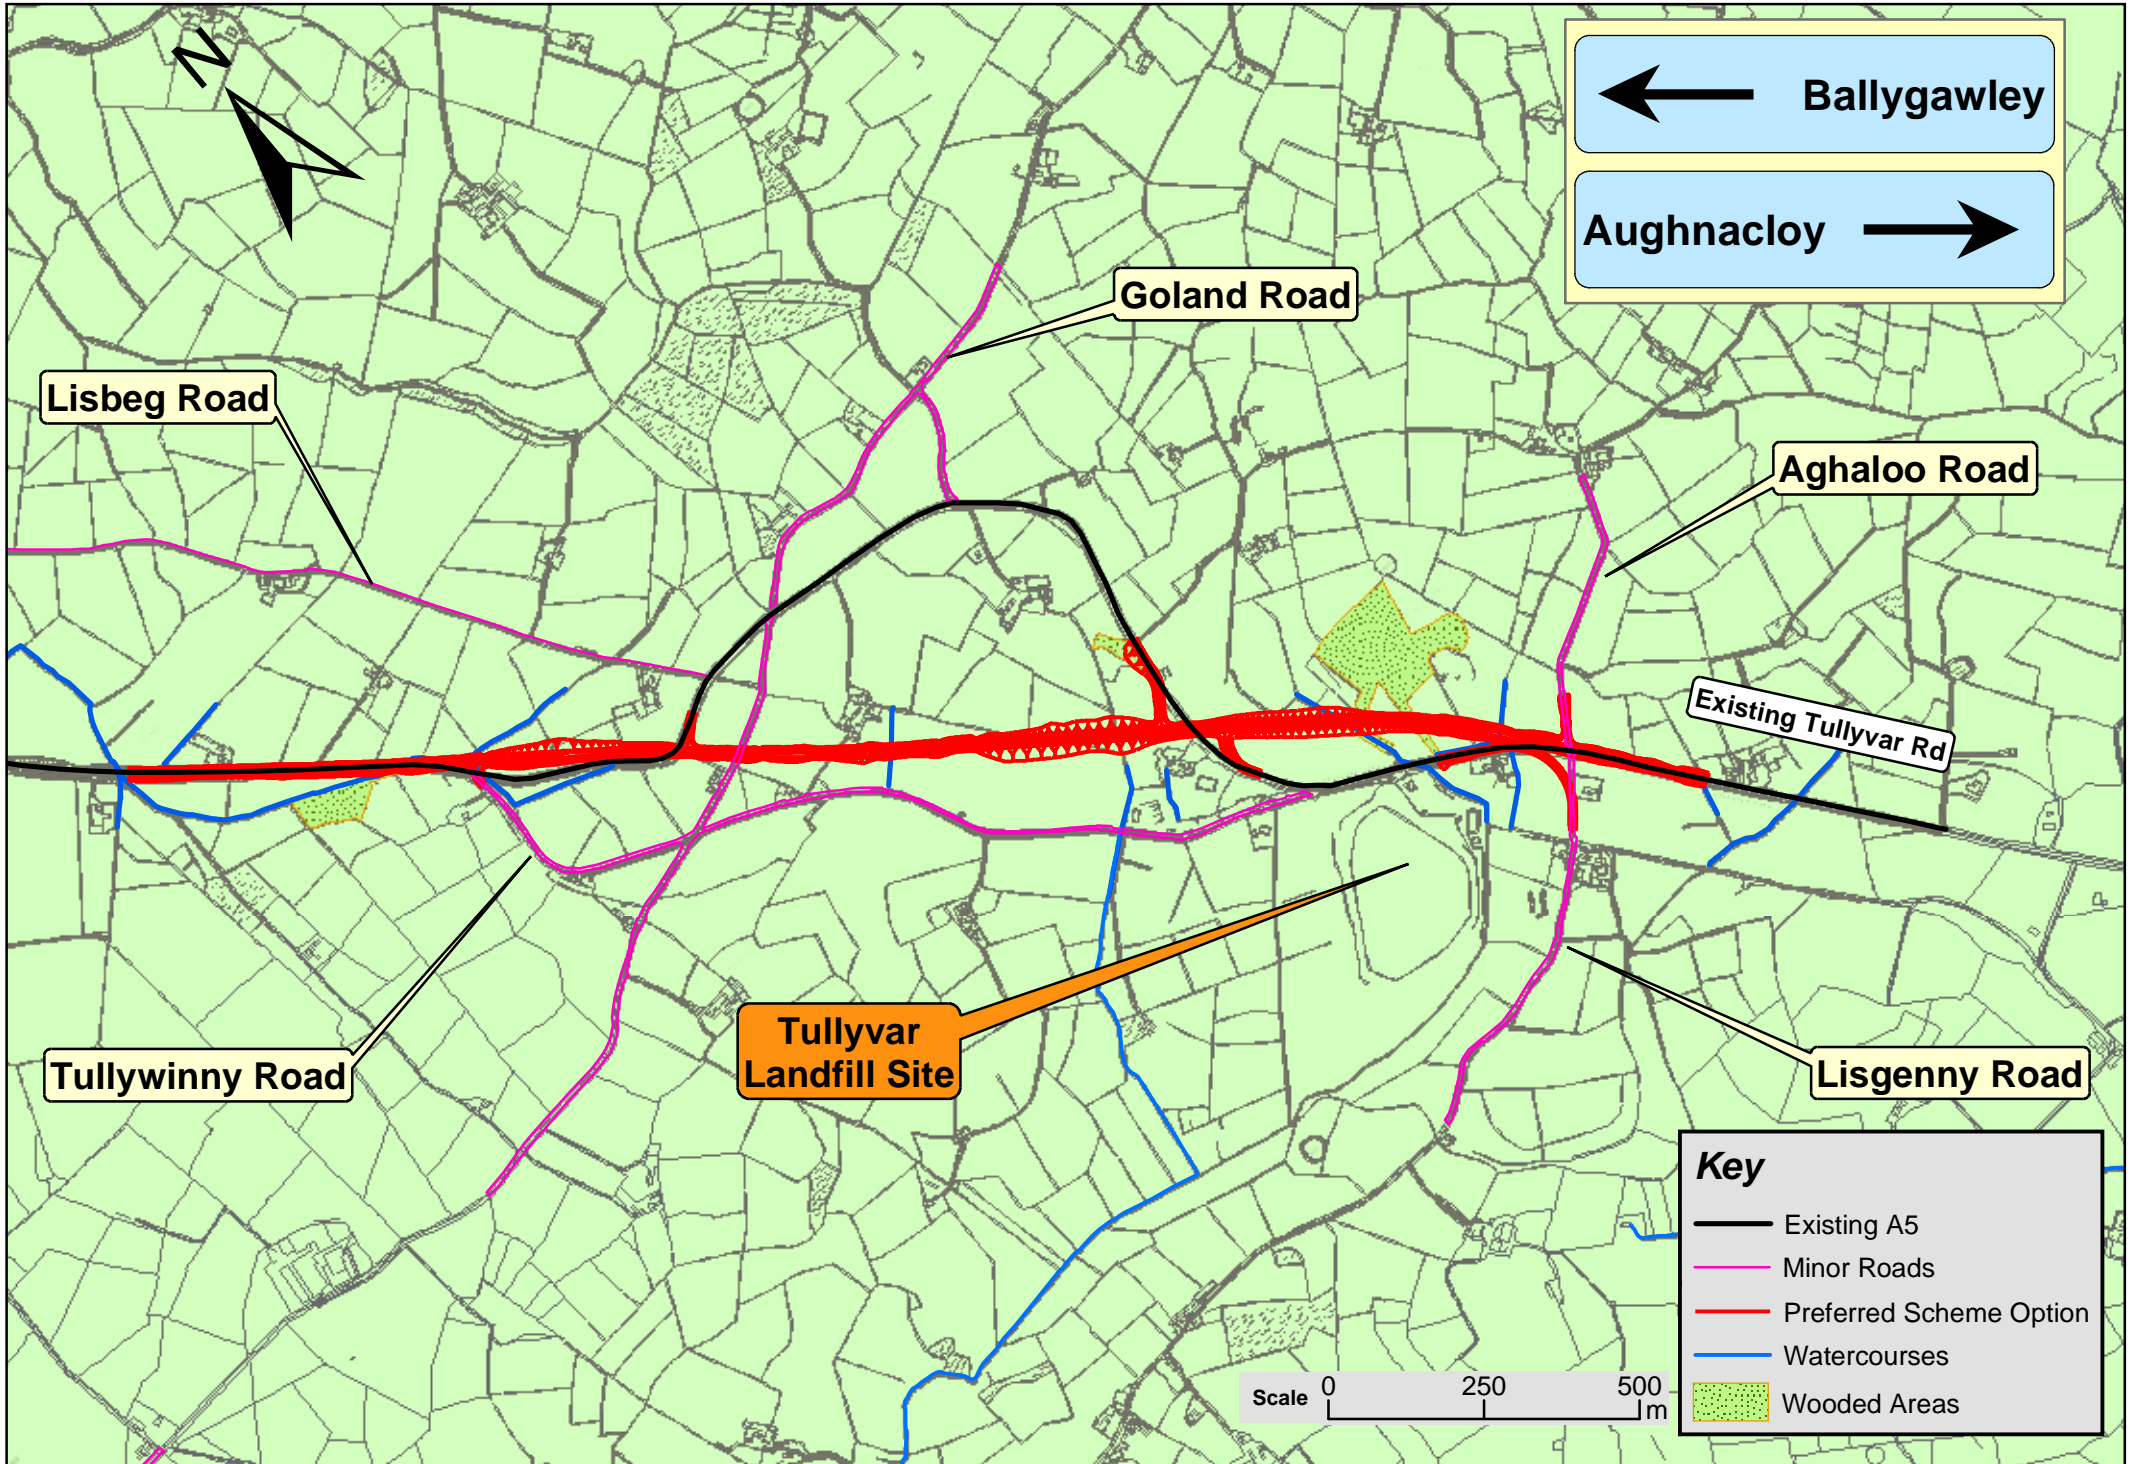 N
Ballygawley
Aughnacloy
Goland Road
Lisbeg Road
Aghaloo Road
Existing Tullyvar Rd
Tullywinny Road
Tullyvar
Landfill Site
Lisgenny Road
Key
Existing A5
Minor Roads
Preferred Scheme Option
Watercourses
Wooded Areas
Scale 0 250 500
m